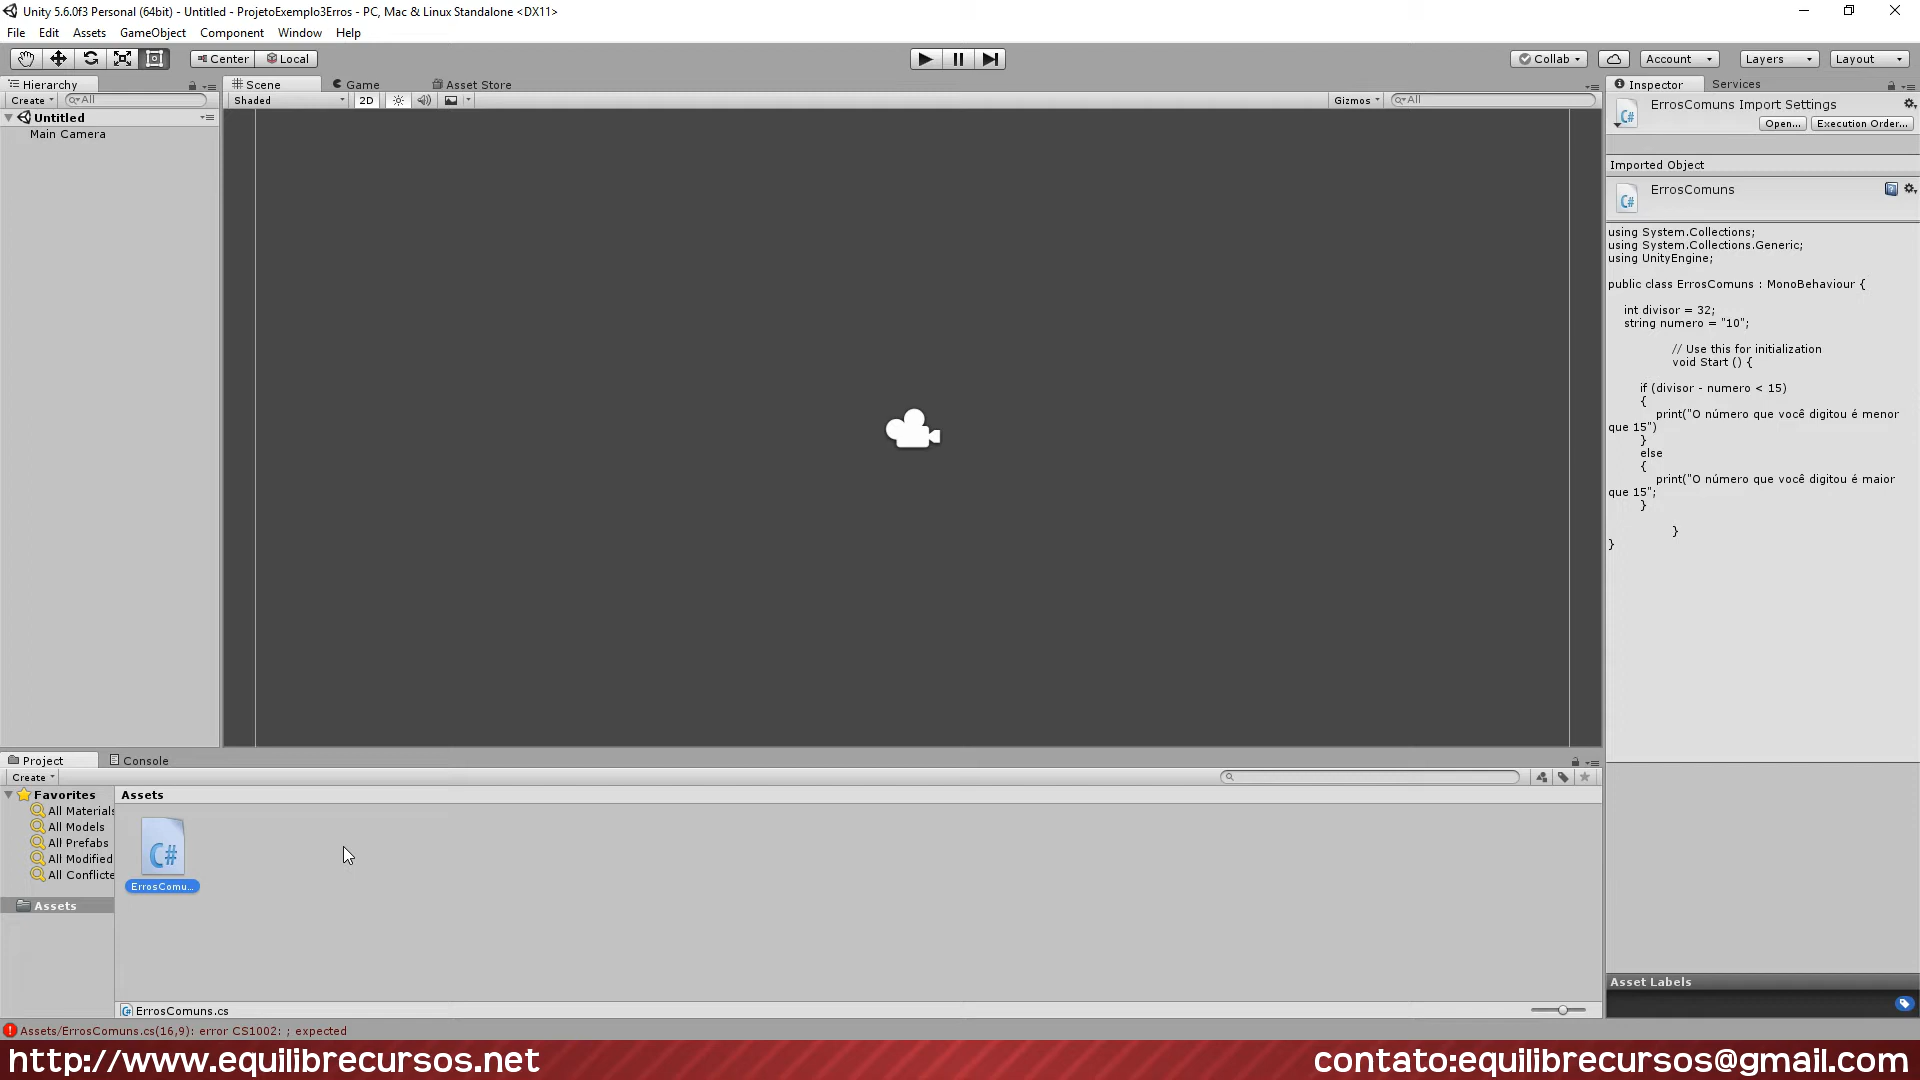 Unity 5.6.0f3 Personal (64bit) - Untitled - ProjetoExemplo3Erros - PC, Mac & Linux Standalone <DX11>
File Edit Assets GameObject Component Window Help
Center Local Collab Account Layers Layout
Hierarchy Scene Game Asset Store Inspector Services
Create All Shaded 2D Gizmos All
Untitled
Main Camera
ErrosComuns Import Settings
Open... Execution Order...
Imported Object
C# ErrosComuns
using System.Collections;
using System.Collections.Generic;
using UnityEngine;
public class ErrosComuns : MonoBehaviour {
int divisor = 32;
string numero = "10";
// Use this for initialization
void Start () {
if (divisor - numero < 15)
{
print("O número que você digitou é menor
que 15")
}
else
{
print("O número que você digitou é maior
que 15";
}
}
}
Project Console
Create
Favorites Assets
All Materials
All Models
All Prefabs
All Modified
All Conflicte
Assets
C#
ErrosComu...
ErrosComuns.cs
Asset Labels
Assets/ErrosComuns.cs(16,9): error CS1002: ; expected
http://www.equilibrecursos.net contato:equilibrecursos@gmail.com